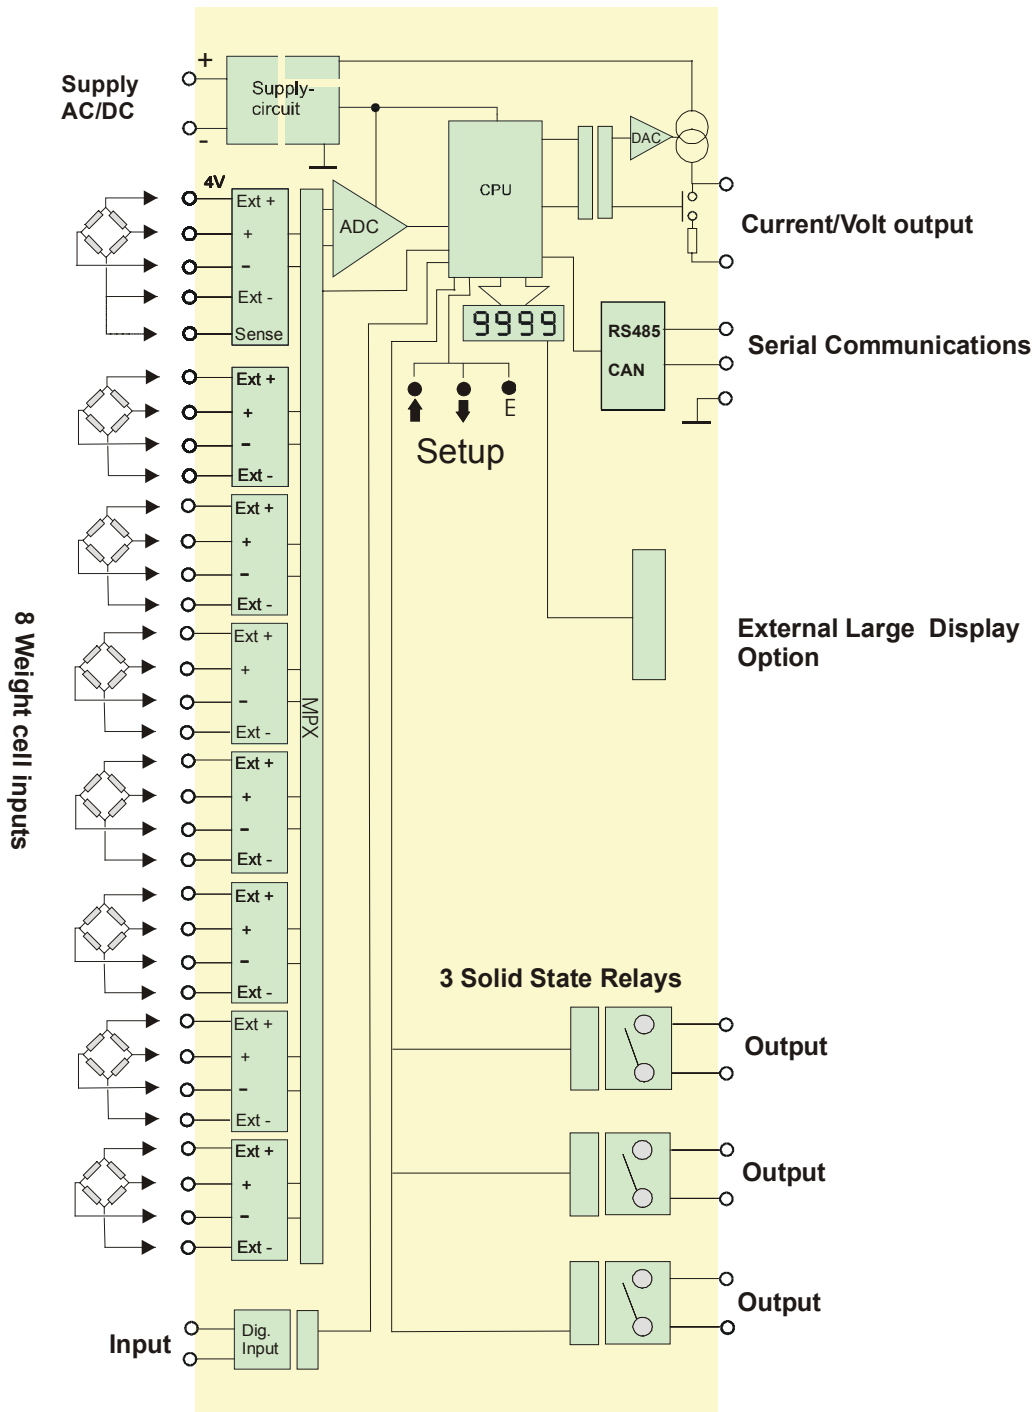 Supply
AC/DC
+
-
Supply-
circuit
DAC
CPU
ADC
4V
Ext +
+
-
Ext -
Sense
Current/Volt output
9999
RS485
CAN
Serial Communications
E
Setup
Ext +
+
-
Ext -
Ext +
+
-
Ext -
8 Weight cell inputs
Ext +
+
-
Ext -
MPX
External Large Display
Option
Ext +
+
-
Ext -
Ext +
+
-
Ext -
3 Solid State Relays
Ext +
+
-
Ext -
Output
Ext +
+
-
Ext -
Output
Output
Input
Dig.
Input